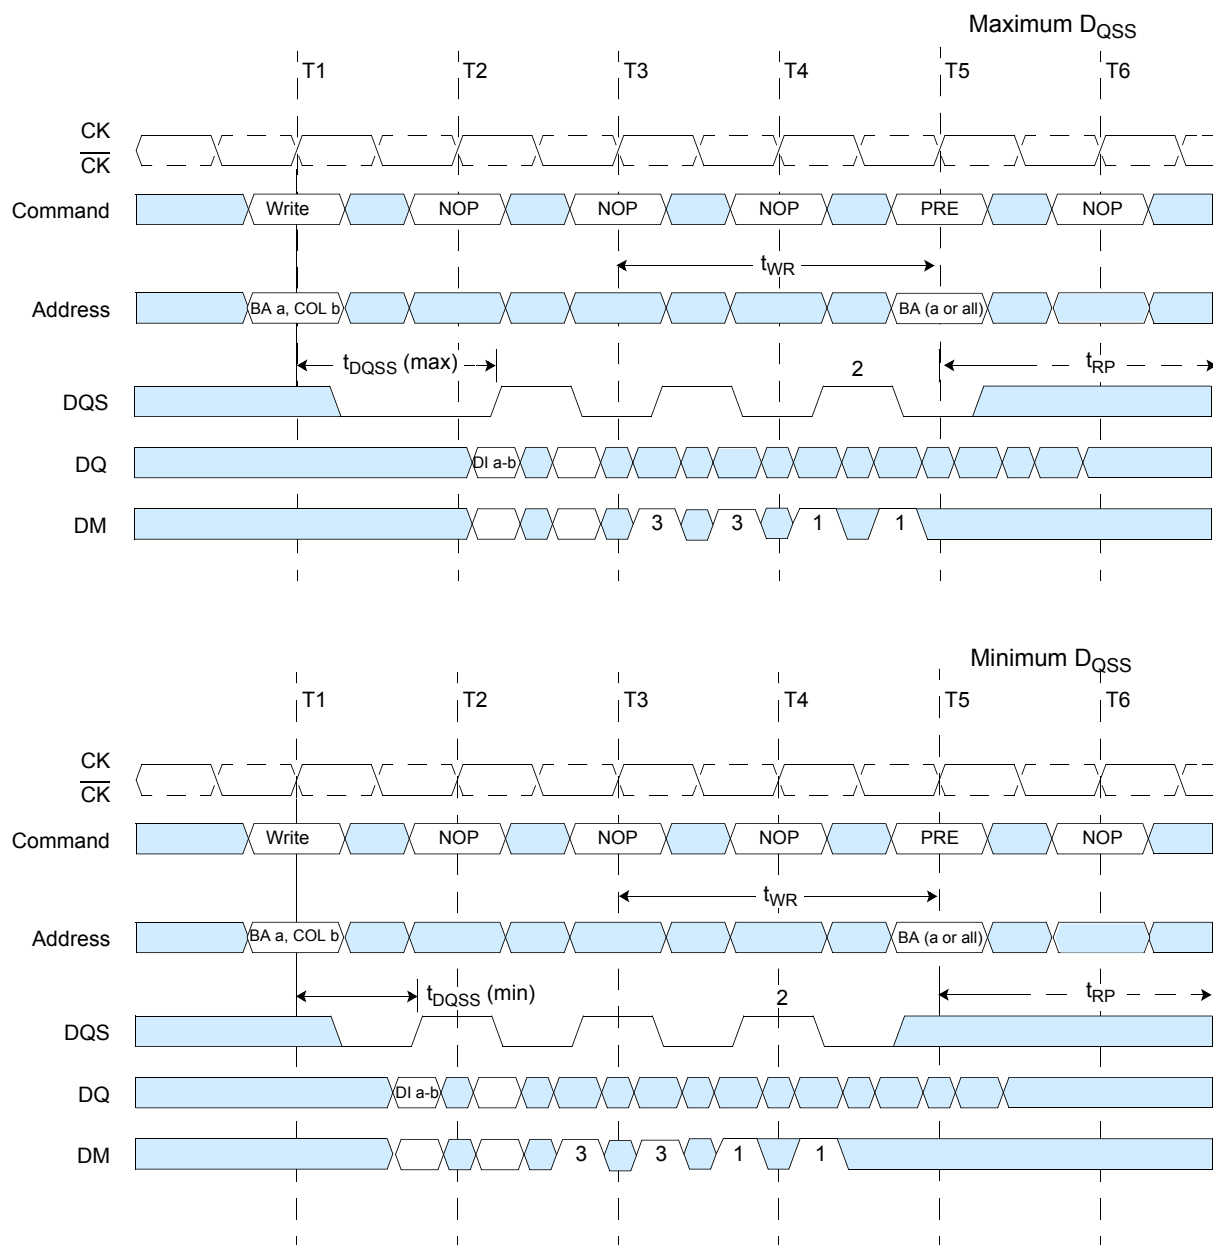 Maximum DQSS
T1 T2 T3 T4 T5 T6
CK
CK
Command Write NOP NOP NOP PRE NOP
tWR
Address BA a, COL b BA (a or all)
tDQSS (max) 2 tRP
DQS
DQ DI a-b
DM 3 3 1 1
Minimum DQSS
T1 T2 T3 T4 T5 T6
CK
CK
Command Write NOP NOP NOP PRE NOP
tWR
Address BA a, COL b BA (a or all)
tDQSS (min) 2 tRP
DQS
DQ DI a-b
DM 3 3 1 1